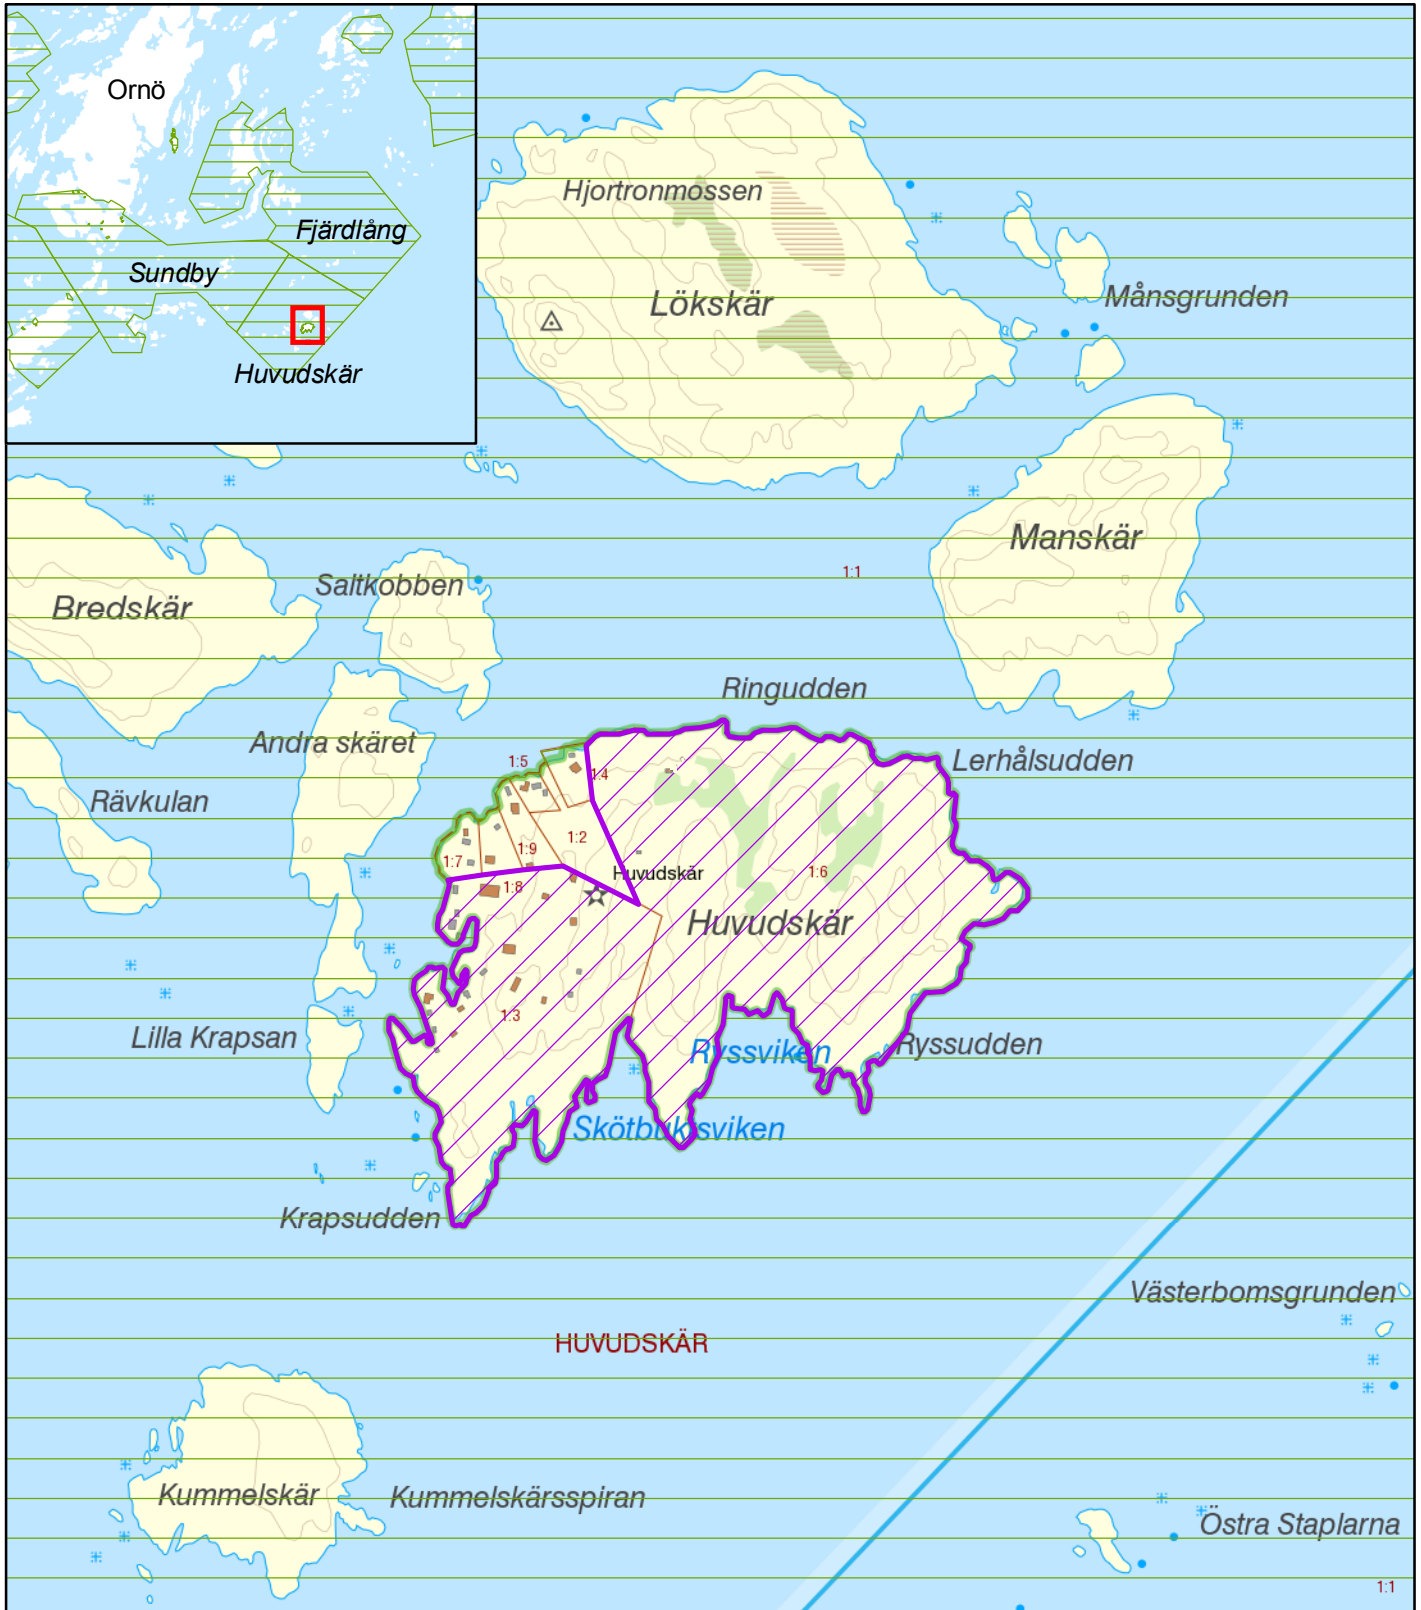 Ornö
Fjärdlång
Sundby
Huvudskär
Hjortronmossen
Lökskär
Månsgrunden
Manskär
1:1
Saltkobben
Bredskär
Ringudden
Andra skäret
1:5
Lerhålsudden
1:4
Rävkulan
1:2
1:9
1:7
Huvudskär
1:6
1:8
Huvudskär
1:3
Lilla Krapsan
Ryssviken
Ryssudden
Skötbuksviken
Krapsudden
Västerbomsgrunden
HUVUDSKÄR
Kummelskär
Kummelskärsspiran
Östra Staplarna
1:1